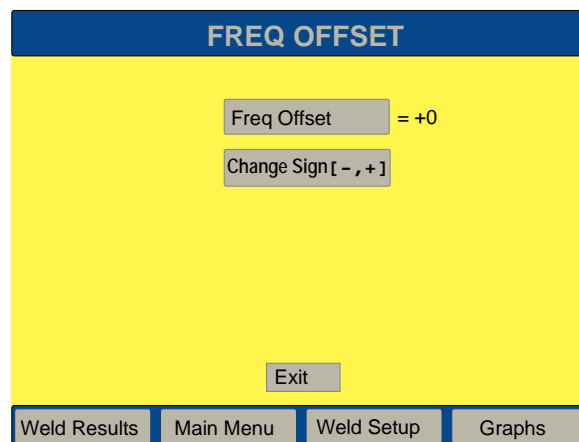 FREQ OFFSET
Freq Offset = +0
Change Sign[-,+]
Exit
Weld Results Main Menu Weld Setup Graphs